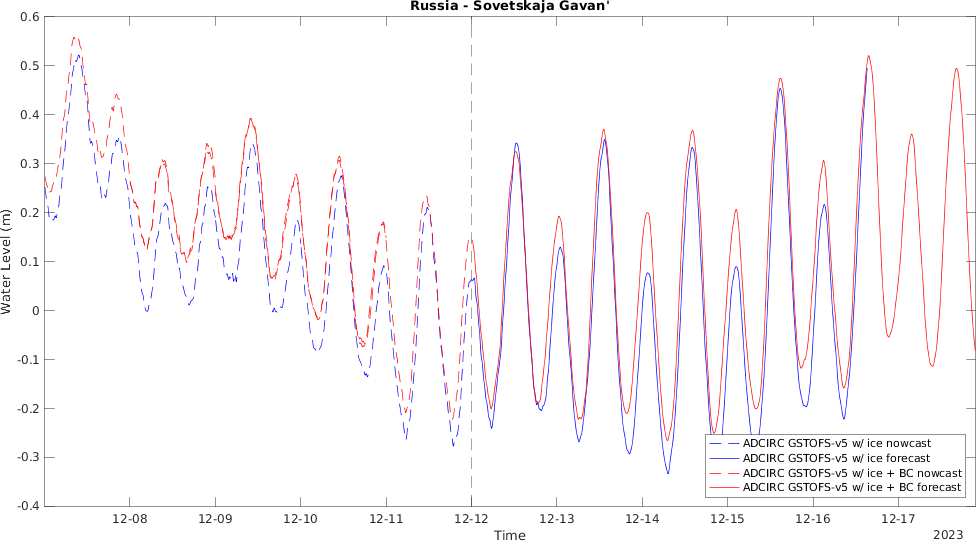 Russia - Sovetskaja Gavan'
0.6
0.5
0.4
0.3
0.2
0.1
0
-0.1
-0.2
-0.3
-0.4
Water Level (m)
ADCIRC GSTOFS-v5 w/ ice nowcast
ADCIRC GSTOFS-v5 w/ ice forecast
ADCIRC GSTOFS-v5 w/ ice + BC nowcast
ADCIRC GSTOFS-v5 w/ ice + BC forecast
12-08 12-09 12-10 12-11 12-12 12-13 12-14 12-15 12-16 12-17
Time
2023